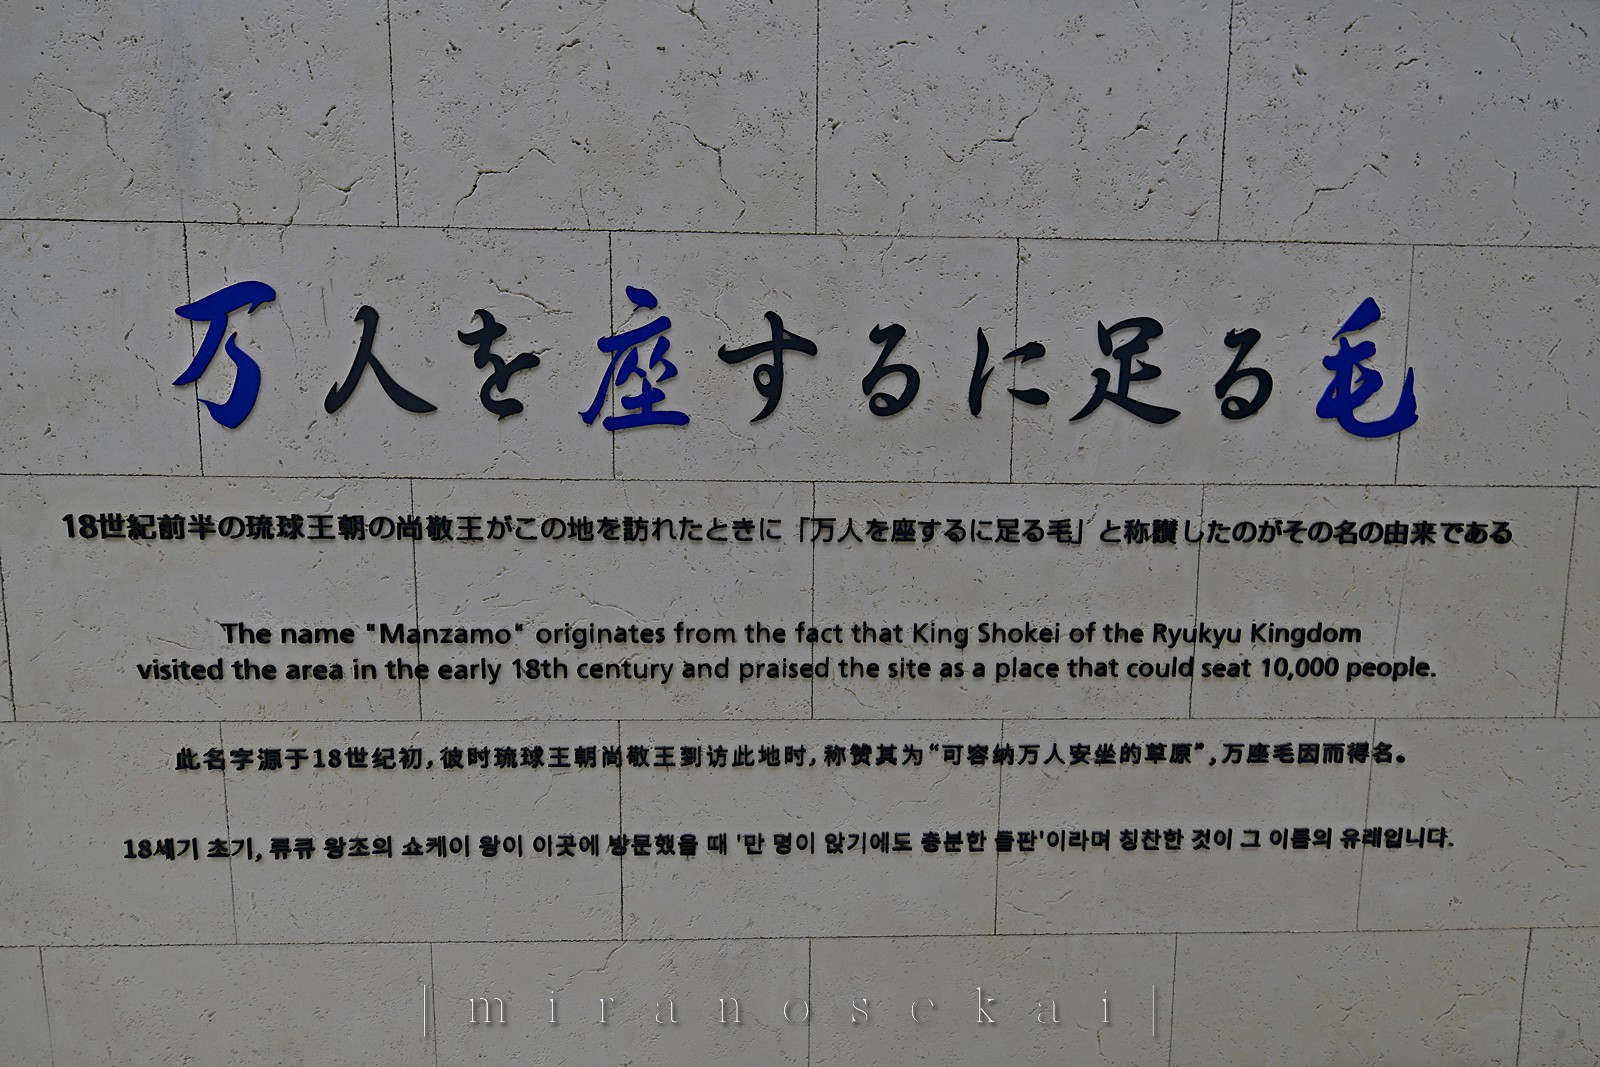 万人を座するに足る毛
18世紀前半の琉球王朝の尚敬王がこの地を訪れたときに「万人を座するに足る毛」と称讃したのがその名の由来である
The name "Manzamo" originates from the fact that King Shokei of the Ryukyu Kingdom
visited the area in the early 18th century and praised the site as a place that could seat 10,000 people.
此名字源于18世纪初,彼时琉球王朝尚敬王到访此地时,称赞其为“可容纳万人安坐的草原”,万座毛因而得名。
18세기 초기, 류큐 왕조의 쇼케이 왕이 이곳에 방문했을 때 '만 명이 앉기에도 충분한 들판'이라며 칭찬한 것이 그 이름의 유래입니다.
|miranosekai|